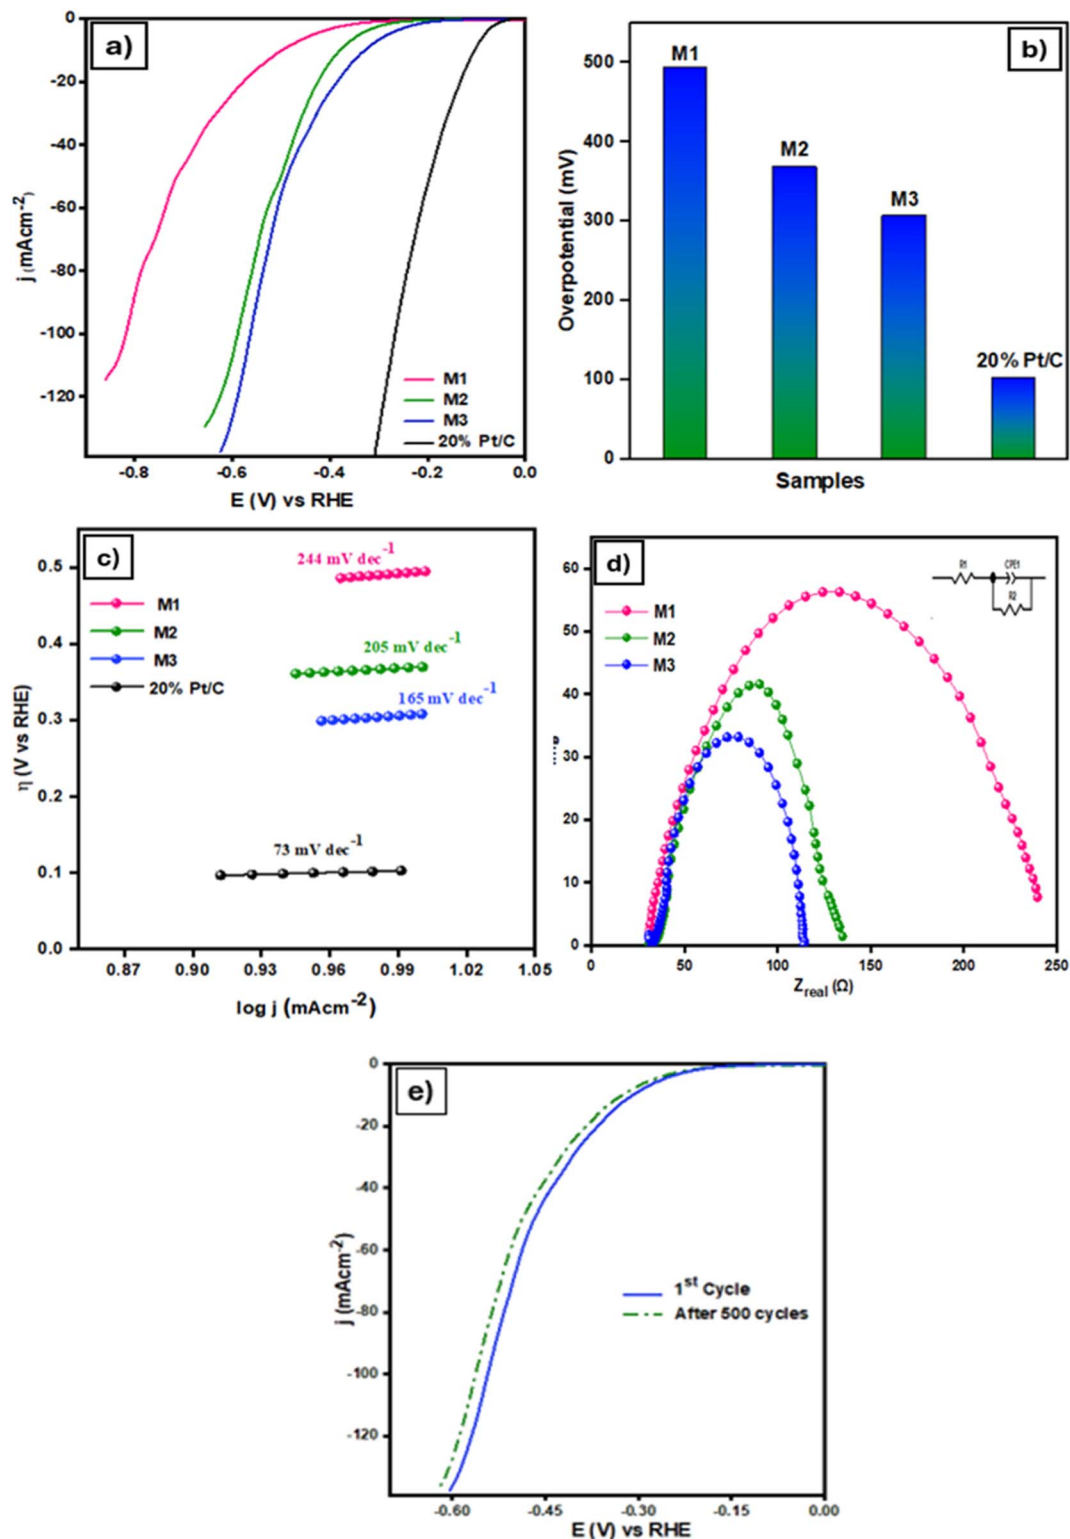 a)
0
-20
-40
-60
-80
-100
-120
j (mAcm-2)
M1
M2
M3
20% Pt/C
-0.8
-0.6
-0.4
-0.2
0.0
E (V) vs RHE
b)
500
400
300
200
100
0
Overpotential (mV)
M1
M2
M3
20% Pt/C
Samples
c)
0.5
0.4
0.3
0.2
0.1
0.0
η (V vs RHE)
M1
M2
M3
20% Pt/C
244 mV dec-1
205 mV dec-1
165 mV dec-1
73 mV dec-1
0.87
0.90
0.93
0.96
0.99
1.02
1.05
log j (mAcm-2)
d)
60
50
40
30
20
10
0
M1
M2
M3
R1
CPE1
R2
0
50
100
150
200
250
Zreal (Ω)
e)
0
-20
-40
-60
-80
-100
-120
j (mAcm-2)
1st Cycle
After 500 cycles
-0.60
-0.45
-0.30
-0.15
0.00
E (V) vs RHE